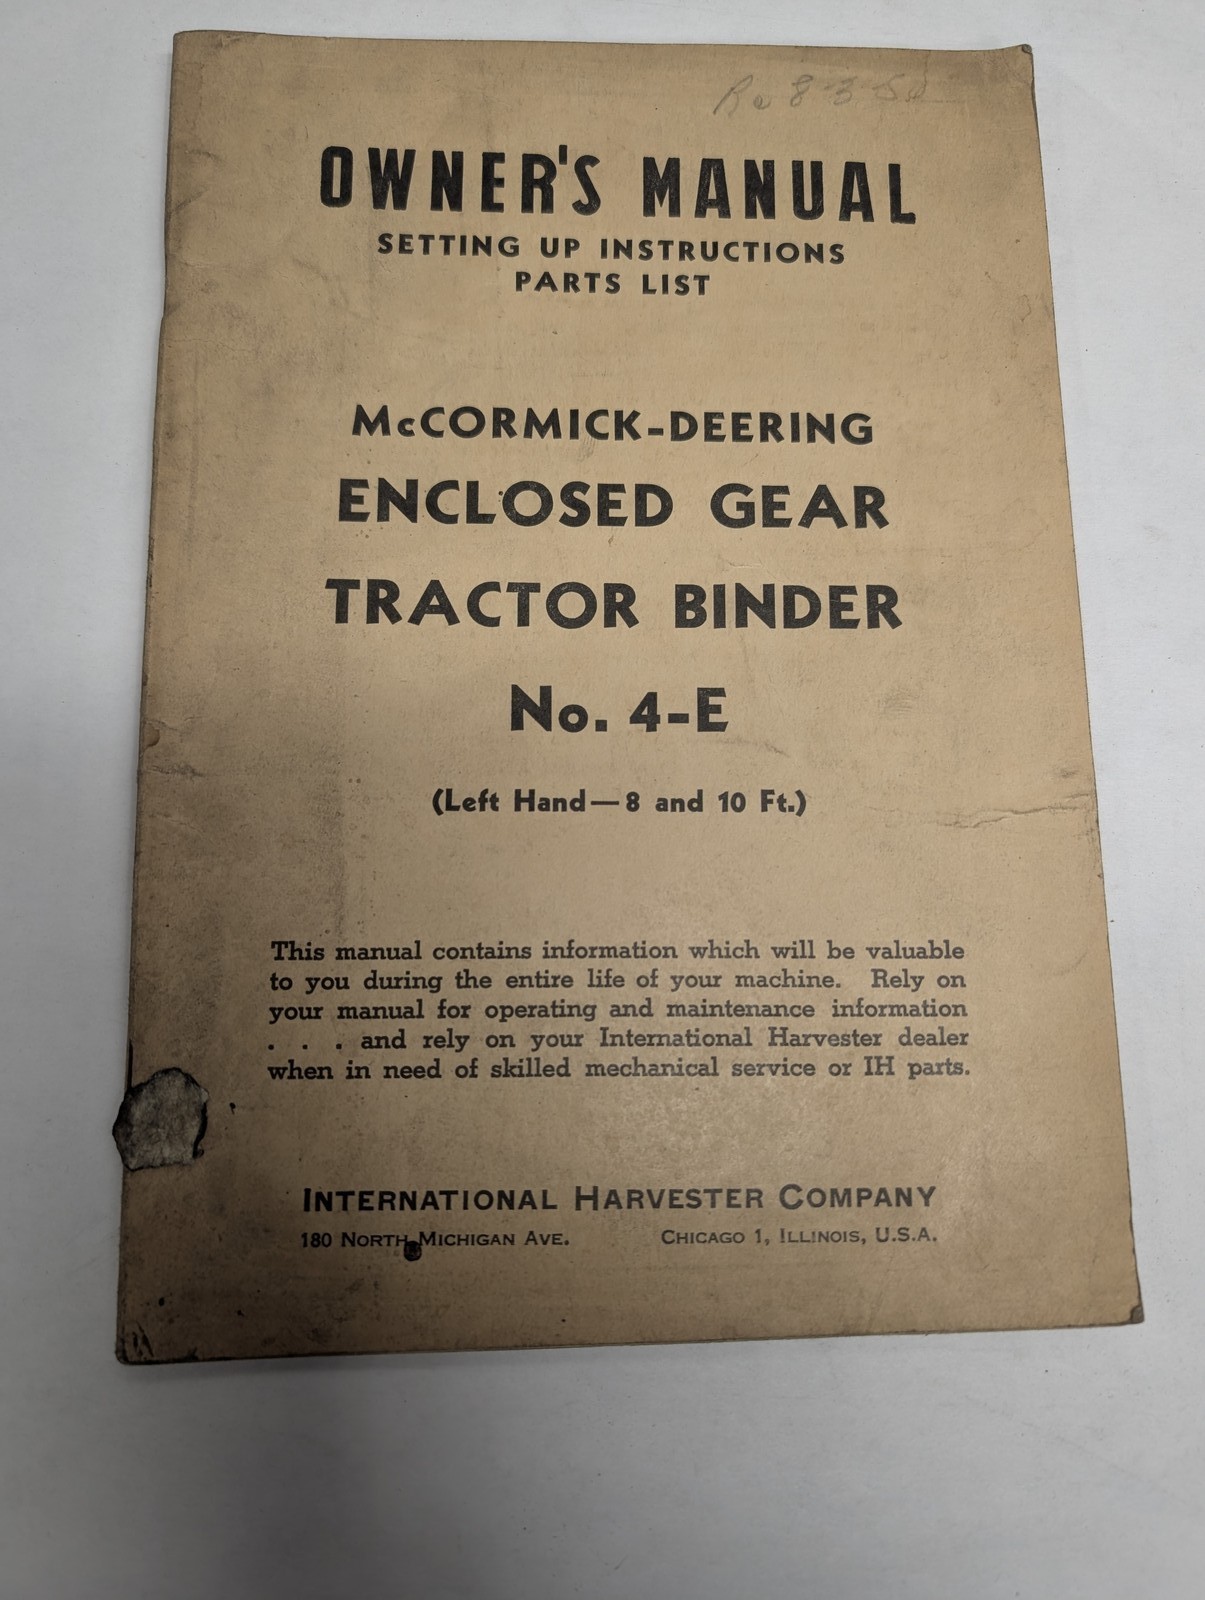 OWNER'S MANUAL
SETTING UP INSTRUCTIONS
PARTS LIST
McCORMICK-DEERING
ENCLOSED GEAR
TRACTOR BINDER
No. 4-E
(Left Hand—8 and 10 Ft.)
This manual contains information which will be valuable
to you during the entire life of your machine. Rely on
your manual for operating and maintenance information
. . . and rely on your International Harvester dealer
when in need of skilled mechanical service or IH parts.
INTERNATIONAL HARVESTER COMPANY
180 NORTH MICHIGAN AVE. CHICAGO 1, ILLINOIS, U.S.A.